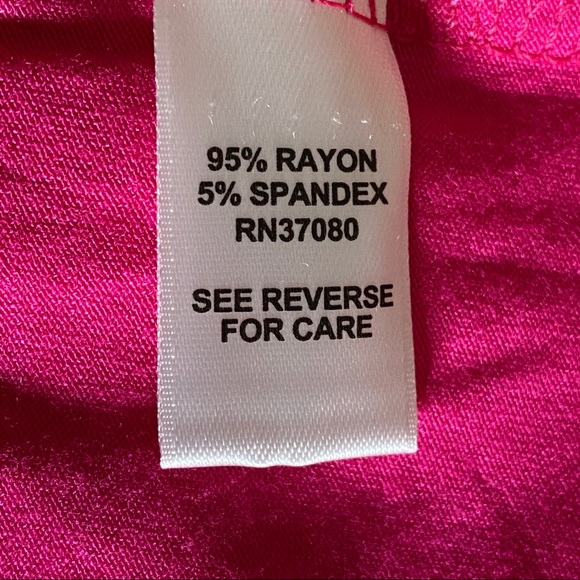 95% RAYON
5% SPANDEX
RN37080
SEE REVERSE
FOR CARE